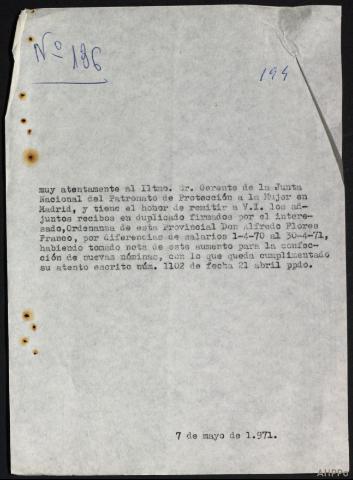 Nº 136
194
muy atentamente al Iltmo. Sr. Gerente de la Junta
Nacional del Patronato de Protección a la Mujer en
Madrid, y tiene el honor de remitir a V.I. los ad-
juntos recibos en duplicado firmados por el intere-
sado,Ordenanza de esta Provincial Don Alfredo Flores
Franco, por diferencias de salarios 1-4-70 al 30-4-71,
habiendo tomado nota de este aumento para la confec-
ción de nuevas nóminas, con lo que queda cumplimentado
su atento escrito núm. 1102 de fecha 21 abril ppdo.
7 de mayo de 1.971.
AHPPo